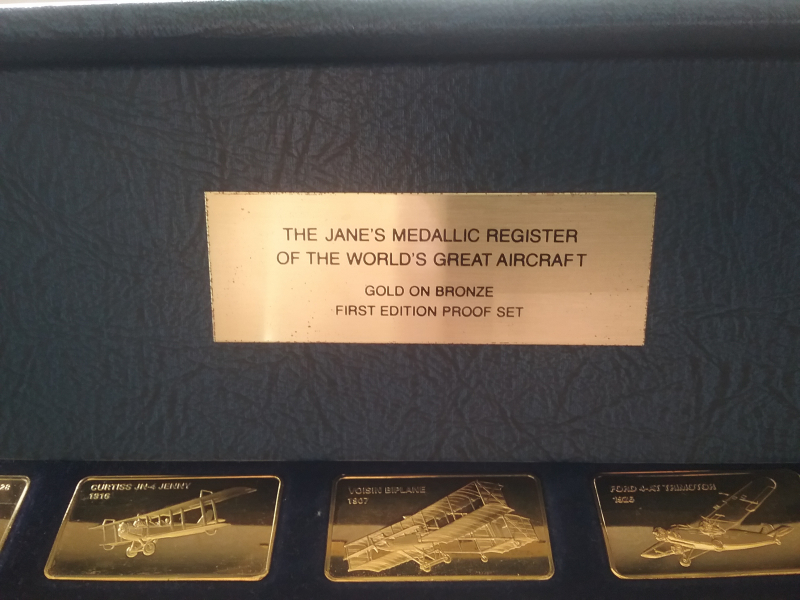 THE JANE'S MEDALLIC REGISTER
OF THE WORLD'S GREAT AIRCRAFT
GOLD ON BRONZE
FIRST EDITION PROOF SET
CURTISS JN-4 JENNY
1916
VOISIN BIPLANE
1907
FORD 4-AT TRIMOTOR
1926